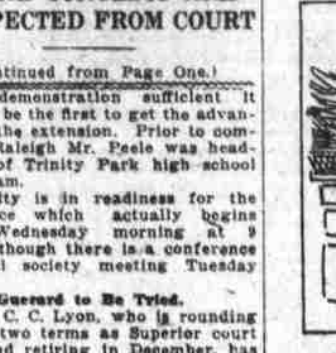 PECTED FROM COURT
tinued from Page One.)
demonstration sufficient it
be the first to get the advan-
the extension. Prior to com-
Raleigh Mr. Peele was head-
of Trinity Park high school
am.
ity is in readiness for the
ce which actually begins
Wednesday morning at 9
though there is a conference
l society meeting Tuesday
Guerard to Be Tried.
C. C. Lyon, who is rounding
two terms as Superior court
nd retiring in December, has